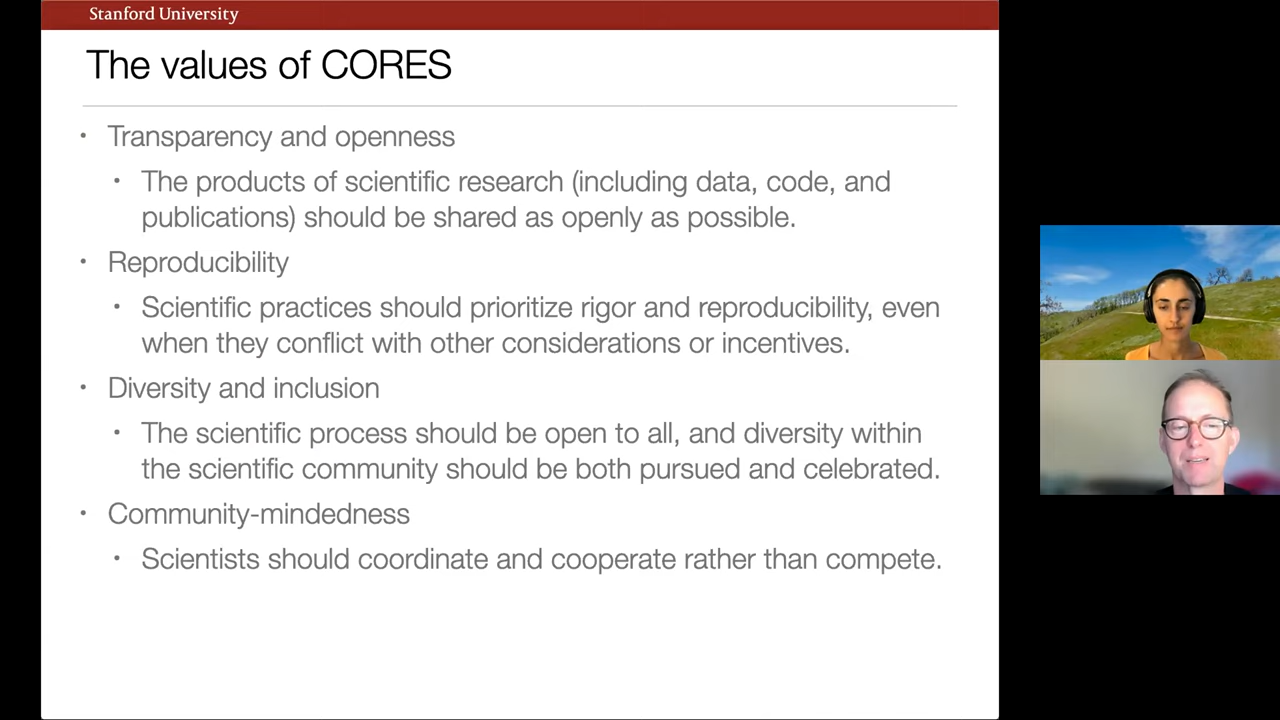 Stanford University
The values of CORES
• Transparency and openness
• The products of scientific research (including data, code, and
publications) should be shared as openly as possible.
• Reproducibility
• Scientific practices should prioritize rigor and reproducibility, even
when they conflict with other considerations or incentives.
• Diversity and inclusion
• The scientific process should be open to all, and diversity within
the scientific community should be both pursued and celebrated.
• Community-mindedness
• Scientists should coordinate and cooperate rather than compete.